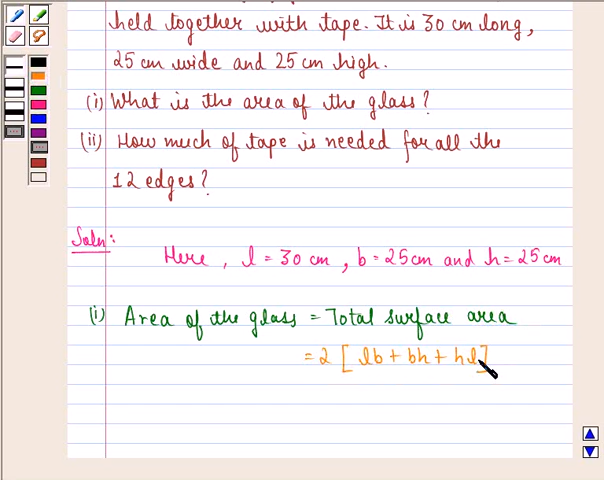 held together with tape. It is 30 cm long,
25 cm wide and 25 cm high.
(i) What is the area of the glass?
(ii) How much of tape is needed for all the
12 edges?
Soln:
Here, l = 30 cm, b = 25cm and h = 25 cm
(i) Area of the glass = Total surface area
= 2 [ lb + bh + hl ]